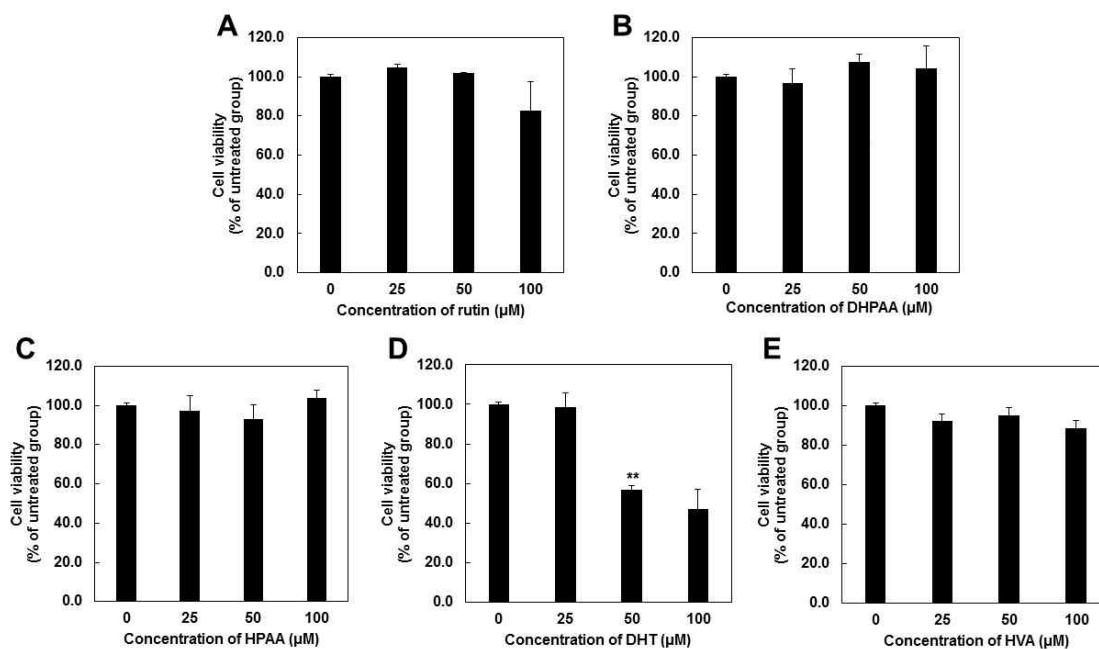 A
120.0
100.0
80.0
60.0
40.0
20.0
0.0
Cell viability
(% of untreated group)
0 25 50 100
Concentration of rutin (µM)
B
120.0
100.0
80.0
60.0
40.0
20.0
0.0
Cell viability
(% of untreated group)
0 25 50 100
Concentration of DHPAA (µM)
C
120.0
100.0
80.0
60.0
40.0
20.0
0.0
Cell viability
(% of untreated group)
0 25 50 100
Concentration of HPAA (µM)
D
120.0
100.0
80.0
60.0
40.0
20.0
0.0
Cell viability
(% of untreated group)
**
0 25 50 100
Concentration of DHT (µM)
E
120.0
100.0
80.0
60.0
40.0
20.0
0.0
Cell viability
(% of untreated group)
0 25 50 100
Concentration of HVA (µM)